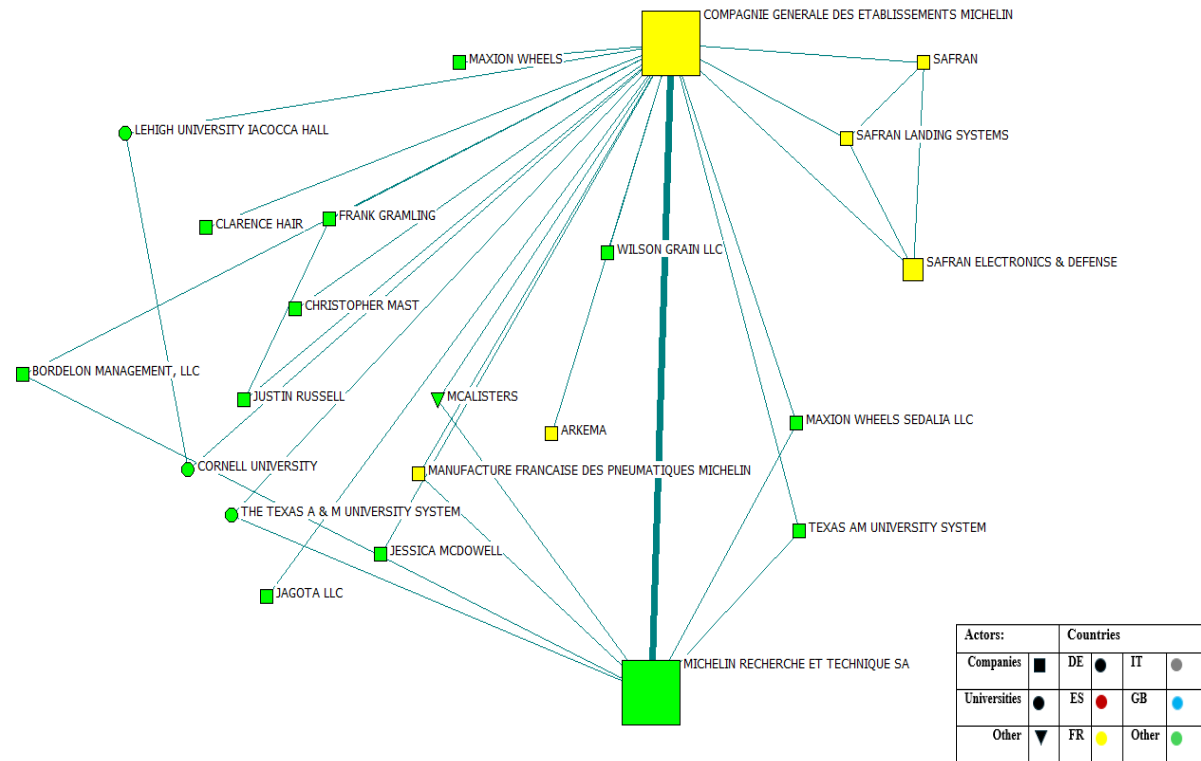 COMPAGNIE GENERALE DES ETABLISSEMENTS MICHELIN
MAXION WHEELS
SAFRAN
LEHIGH UNIVERSITY IACOCCA HALL
SAFRAN LANDING SYSTEMS
CLARENCE HAIR
FRANK GRAMLING
WILSON GRAIN LLC
SAFRAN ELECTRONICS & DEFENSE
CHRISTOPHER MAST
BORDELON MANAGEMENT, LLC
JUSTIN RUSSELL
MCALISTERS
MAXION WHEELS SEDALIA LLC
ARKEMA
CORNELL UNIVERSITY
MANUFACTURE FRANCAISE DES PNEUMATIQUES MICHELIN
THE TEXAS A & M UNIVERSITY SYSTEM
TEXAS AM UNIVERSITY SYSTEM
JESSICA MCDOWELL
JAGOTA LLC
MICHELIN RECHERCHE ET TECHNIQUE SA
Actors: Countries
Companies DE IT
Universities ES GB
Other FR Other